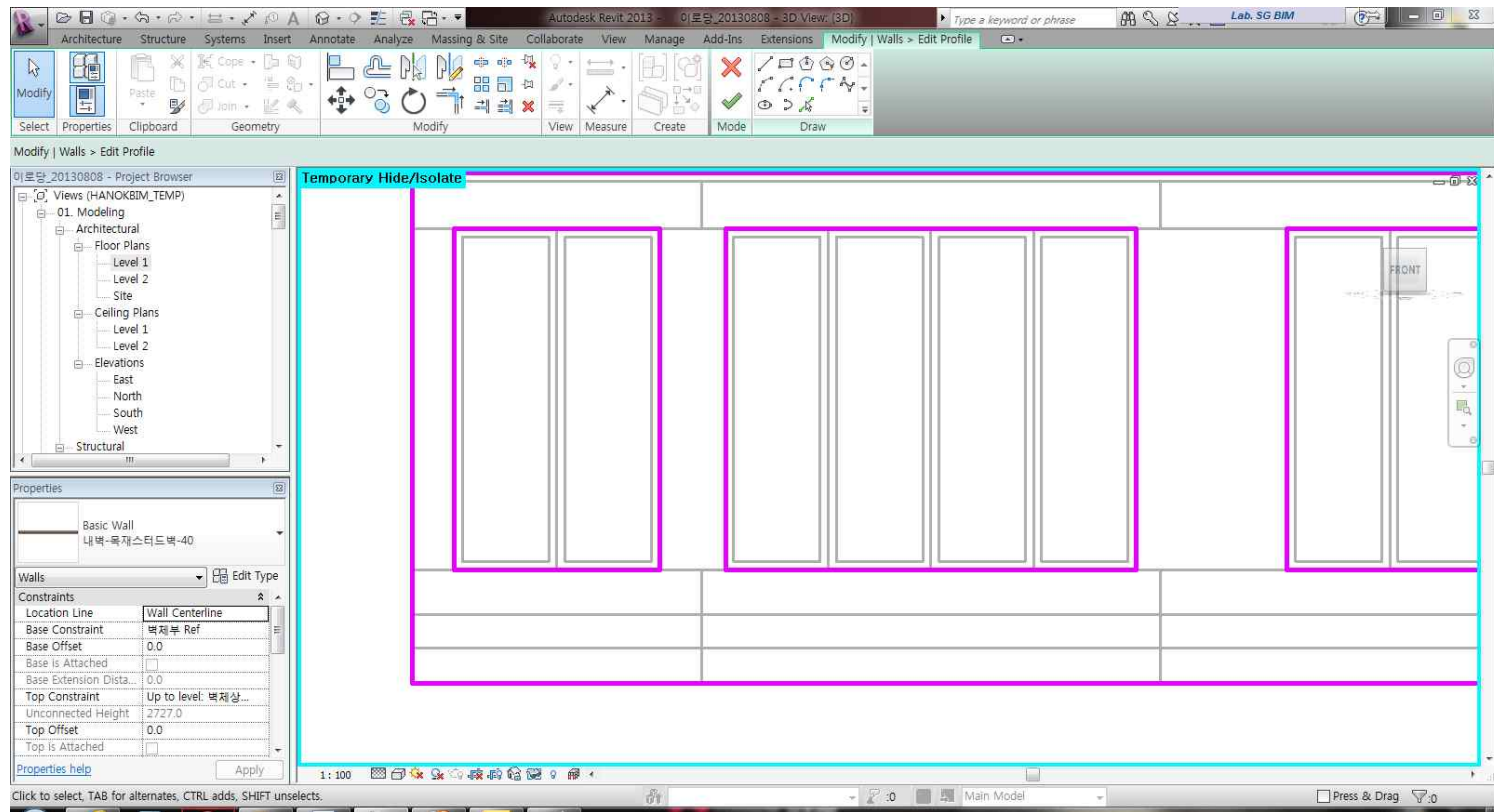 Autodesk Revit 2013 - 이로당_20130808 - 3D View: {3D}
Type a keyword or phrase
Lab. SG BIM
Architecture Structure Systems Insert Annotate Analyze Massing & Site Collaborate View Manage Add-Ins Extensions Modify | Walls > Edit Profile
Modify
Paste
Cope
Cut
Join
Select Properties Clipboard Geometry Modify View Measure Create Mode Draw
Modify | Walls > Edit Profile
이로당_20130808 - Project Browser
Views (HANOKBIM_TEMP)
01. Modeling
Architectural
Floor Plans
Level 1
Level 2
Site
Ceiling Plans
Level 1
Level 2
Elevations
East
North
South
West
Structural
Properties
Basic Wall
내벽-목재스터드벽-40
Walls Edit Type
Constraints
Location Line Wall Centerline
Base Constraint 벽제부 Ref
Base Offset 0.0
Base is Attached
Base Extension Dista... 0.0
Top Constraint Up to level: 벽체상...
Unconnected Height 2727.0
Top Offset 0.0
Top is Attached
Properties help Apply
Temporary Hide/Isolate
FRONT
1 : 100
Click to select, TAB for alternates, CTRL adds, SHIFT unselects.
:0
Main Model
Press & Drag
:0